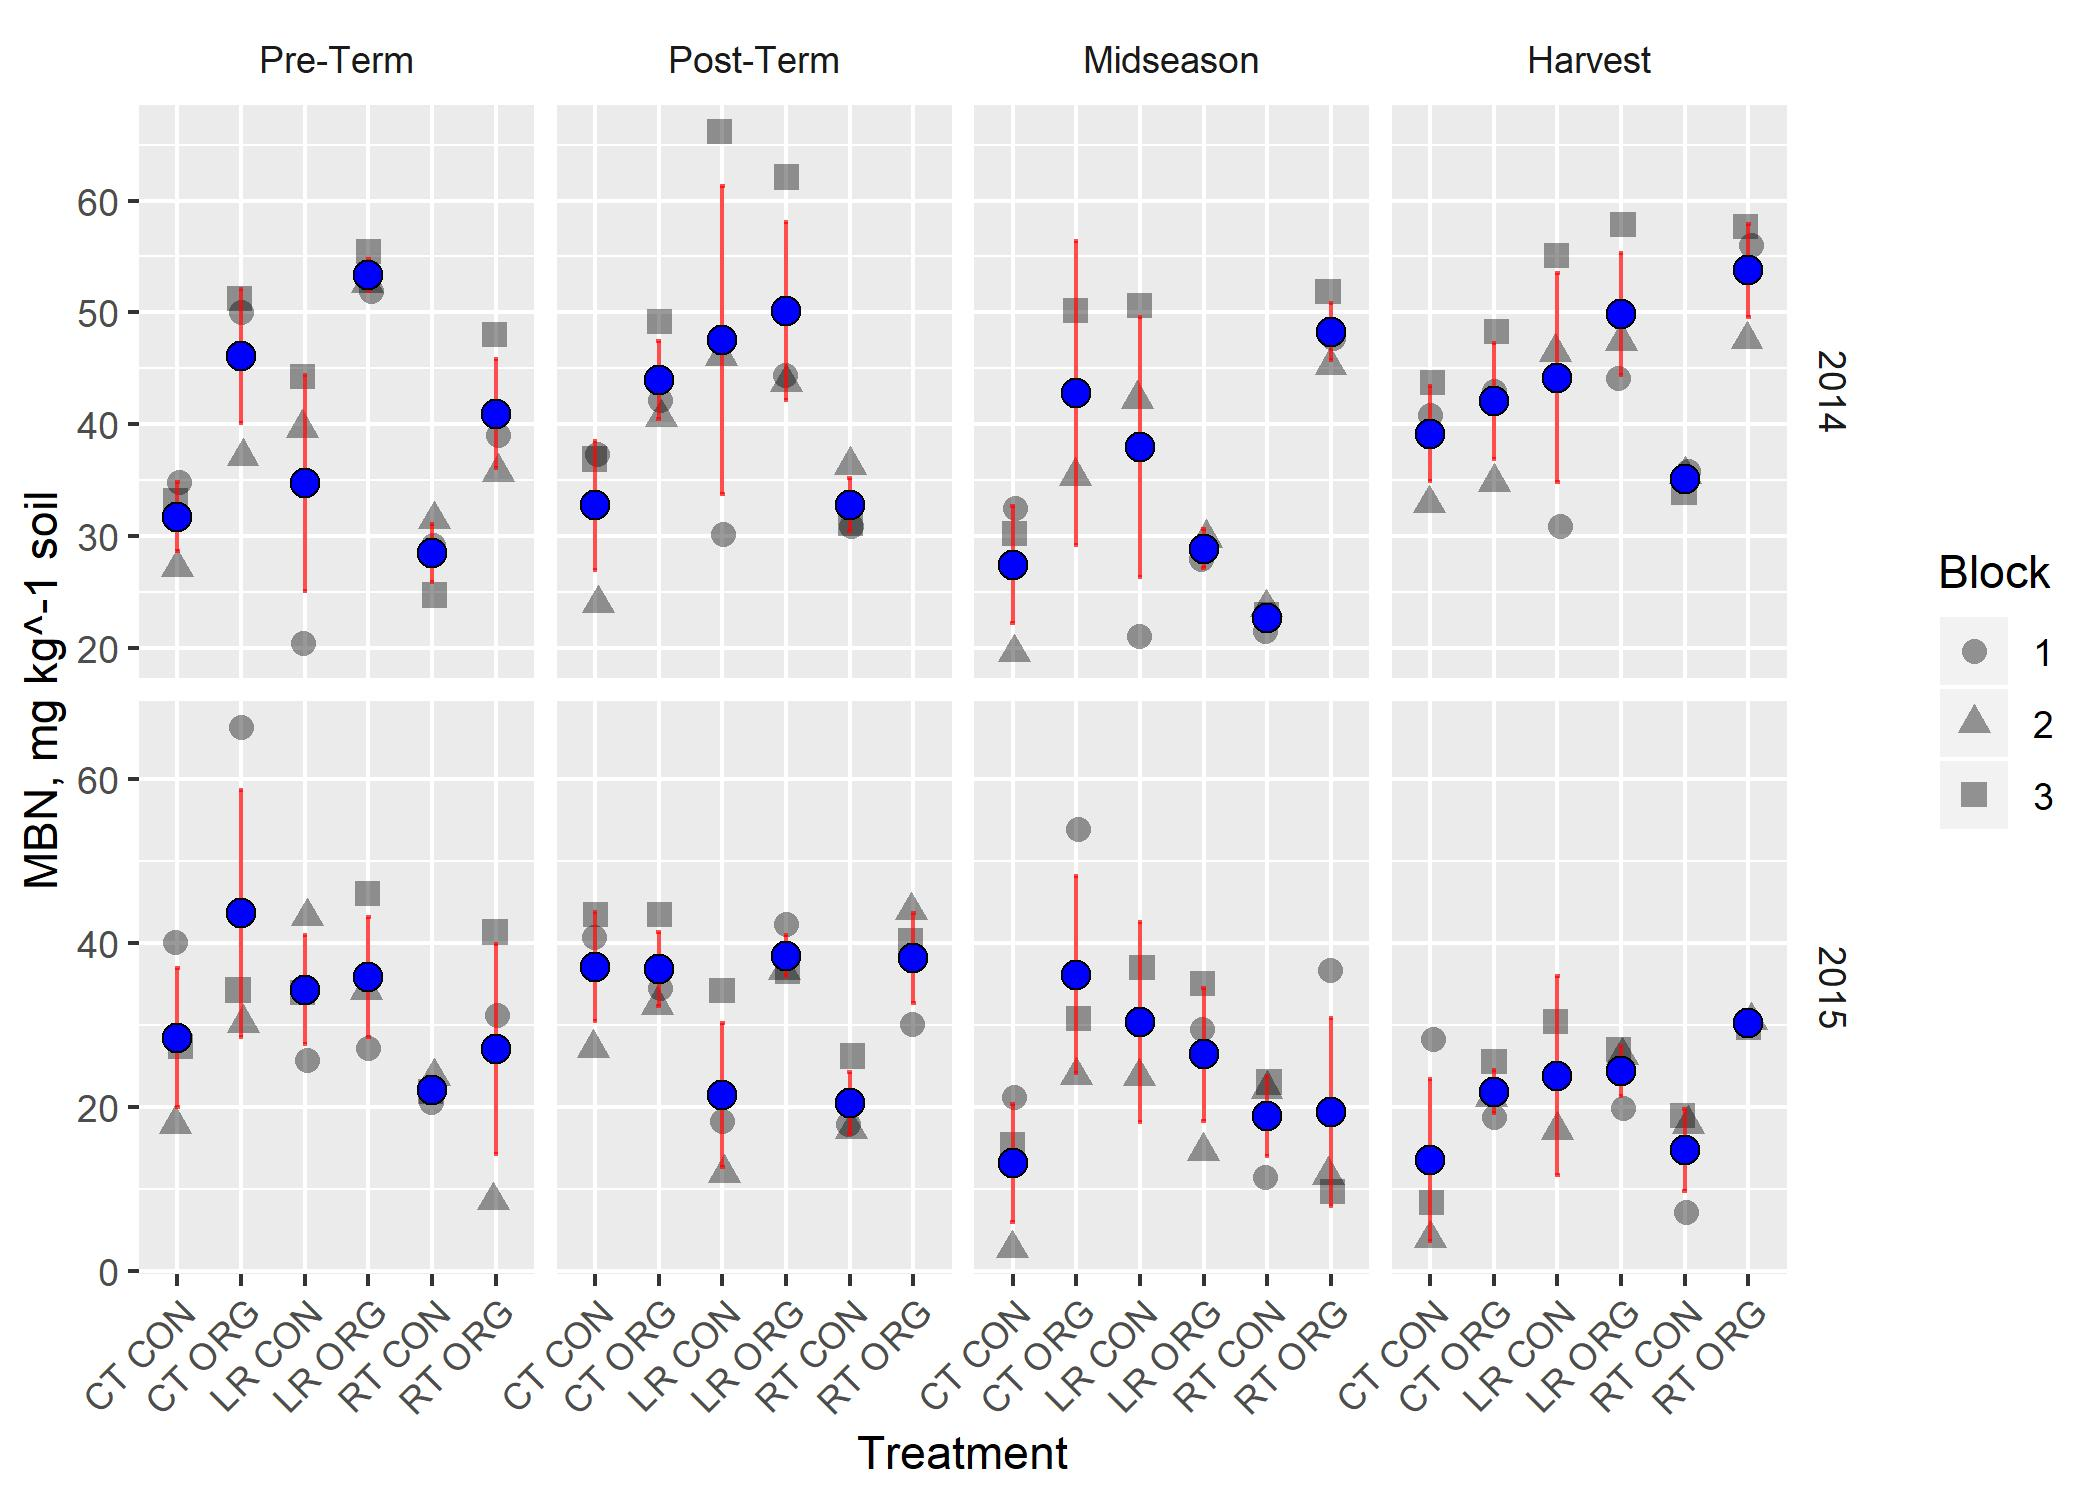 Pre-Term Post-Term Midseason Harvest
60
50
40
30
20
2014
60
40
20
0
2015
MBN, mg kg^-1 soil
CT CON CT ORG LR CON LR ORG RT CON RT ORG CT CON CT ORG LR CON LR ORG RT CON RT ORG CT CON CT ORG LR CON LR ORG RT CON RT ORG CT CON CT ORG LR CON LR ORG RT CON RT ORG
Treatment
Block
1
2
3